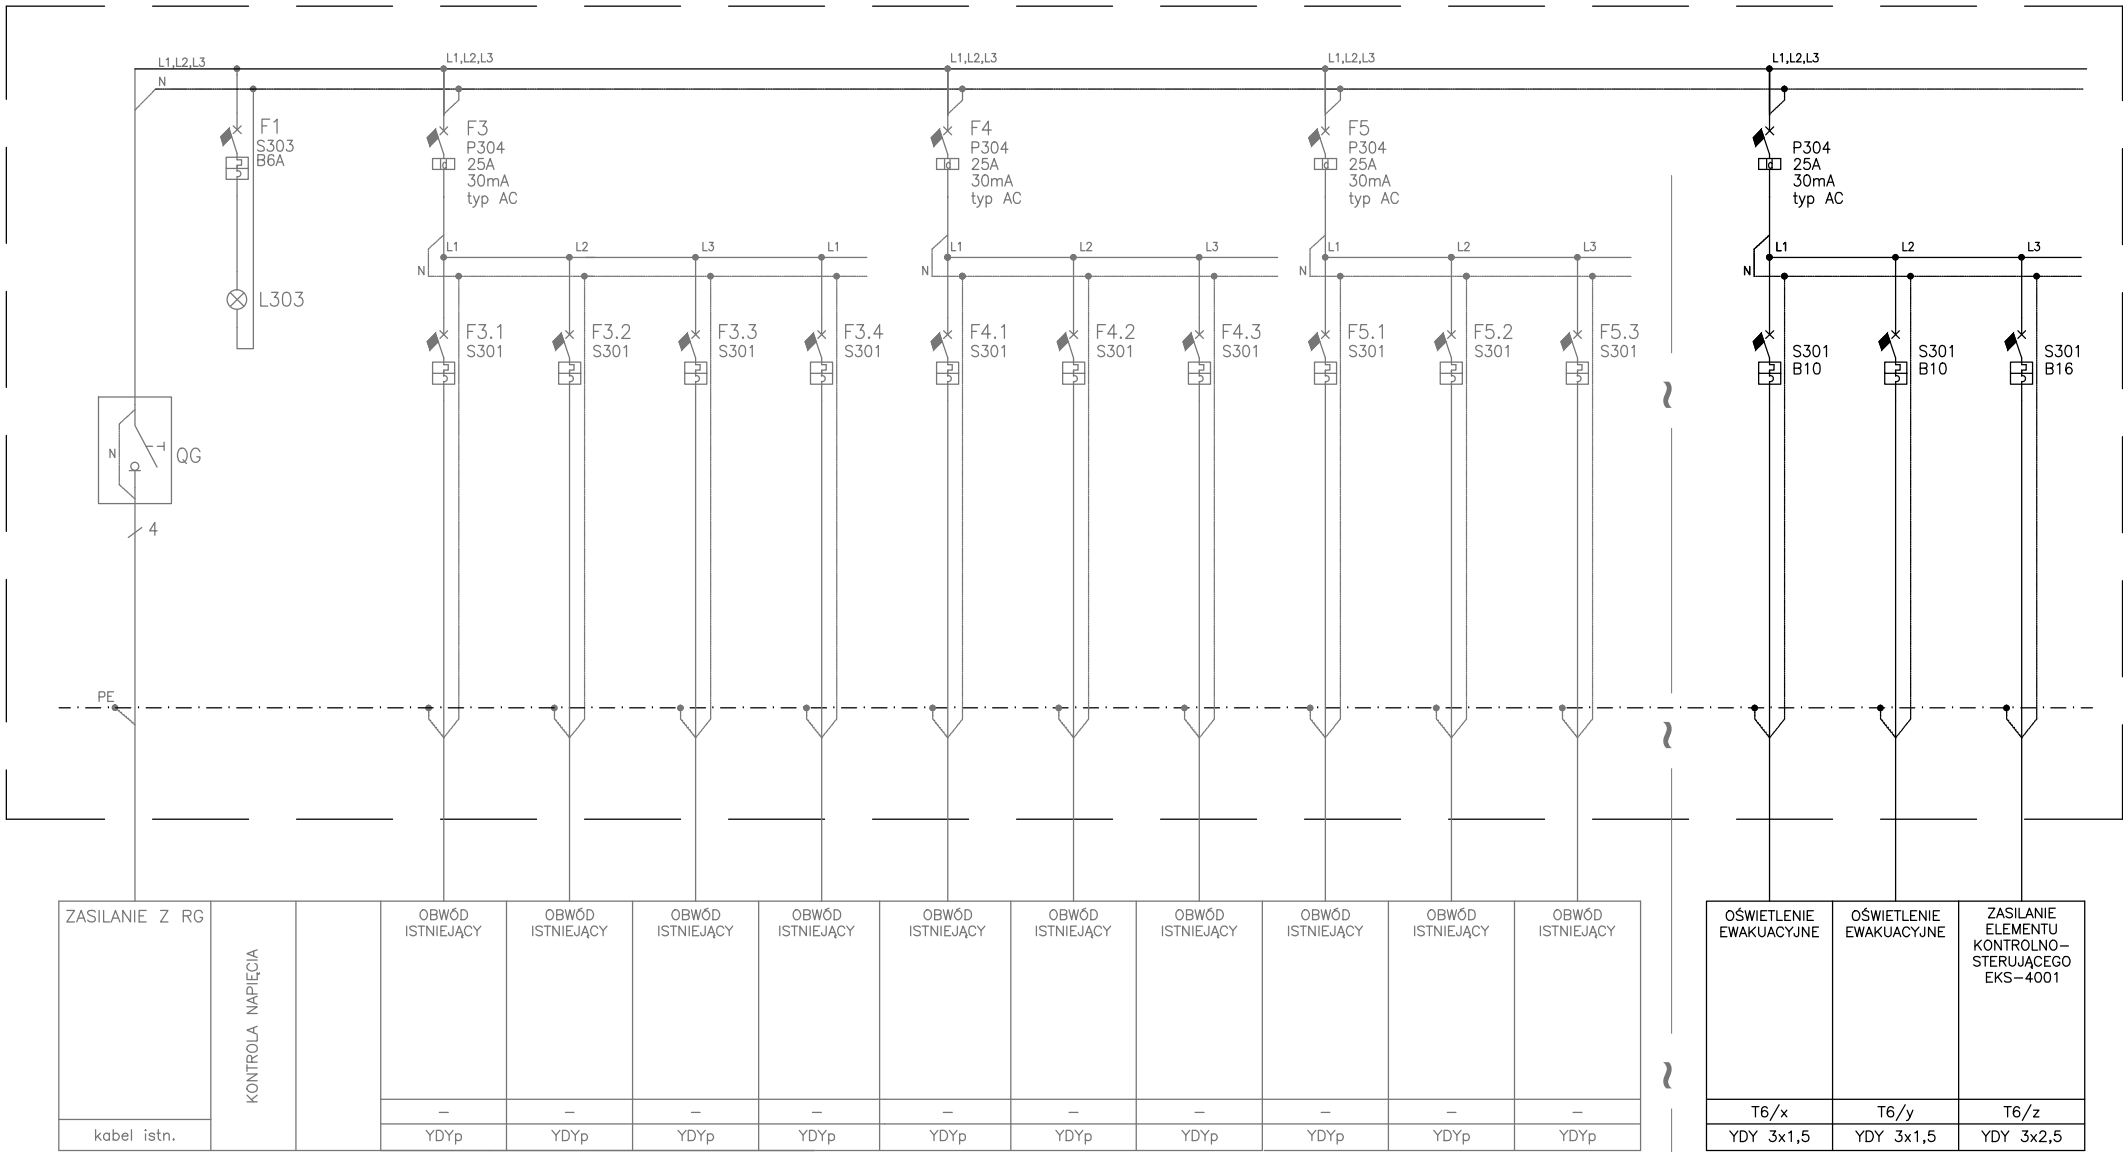 L1,L2,L3
N
L1,L2,L3
L1,L2,L3
L1,L2,L3
L1,L2,L3
F1
S303
B6A
F3
P304
25A
30mA
typ AC
F4
P304
25A
30mA
typ AC
F5
P304
25A
30mA
typ AC
P304
25A
30mA
typ AC
L1
L2
L3
L1
N
L1
L2
L3
N
L1
L2
L3
N
L1
L2
L3
N
L303
F3.1
S301
F3.2
S301
F3.3
S301
F3.4
S301
F4.1
S301
F4.2
S301
F4.3
S301
F5.1
S301
F5.2
S301
F5.3
S301
S301
B10
S301
B10
S301
B16
N
QG
4
PE
ZASILANIE Z RG
kabel istn.
KONTROLA NAPIĘCIA
OBWÓD
ISTNIEJĄCY
–
YDYp
OBWÓD
ISTNIEJĄCY
–
YDYp
OBWÓD
ISTNIEJĄCY
–
YDYp
OBWÓD
ISTNIEJĄCY
–
YDYp
OBWÓD
ISTNIEJĄCY
–
YDYp
OBWÓD
ISTNIEJĄCY
–
YDYp
OBWÓD
ISTNIEJĄCY
–
YDYp
OBWÓD
ISTNIEJĄCY
–
YDYp
OBWÓD
ISTNIEJĄCY
–
YDYp
OBWÓD
ISTNIEJĄCY
–
YDYp
OŚWIETLENIE
EWAKUACYJNE
T6/x
YDY 3x1,5
OŚWIETLENIE
EWAKUACYJNE
T6/y
YDY 3x1,5
ZASILANIE
ELEMENTU
KONTROLNO–
STERUJĄCEGO
EKS–4001
T6/z
YDY 3x2,5